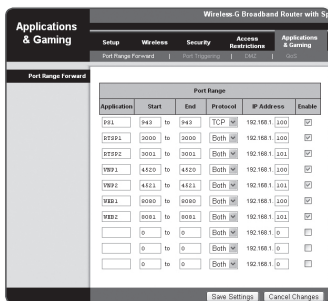 Wireless-G Broadband Router with Sp
Applications & Gaming
Setup Wireless Security Access Restrictions Applications & Gaming
Port Range Forward | Port Triggering | DMZ | QoS
Port Range Forward
Port Range
Application Start End Protocol IP Address Enable
PS1 943 to 943 TCP 192.168.1. 100
RTSP1 3000 to 3000 Both 192.168.1. 100
RTSP2 3001 to 3001 Both 192.168.1. 101
VNP1 4520 to 4520 Both 192.168.1. 100
VNP2 4521 to 4521 Both 192.168.1. 101
WEB1 8080 to 8080 Both 192.168.1. 100
WEB2 8081 to 8081 Both 192.168.1. 101
0 to 0 Both 192.168.1. 0
0 to 0 Both 192.168.1. 0
0 to 0 Both 192.168.1. 0
Save Settings Cancel Changes